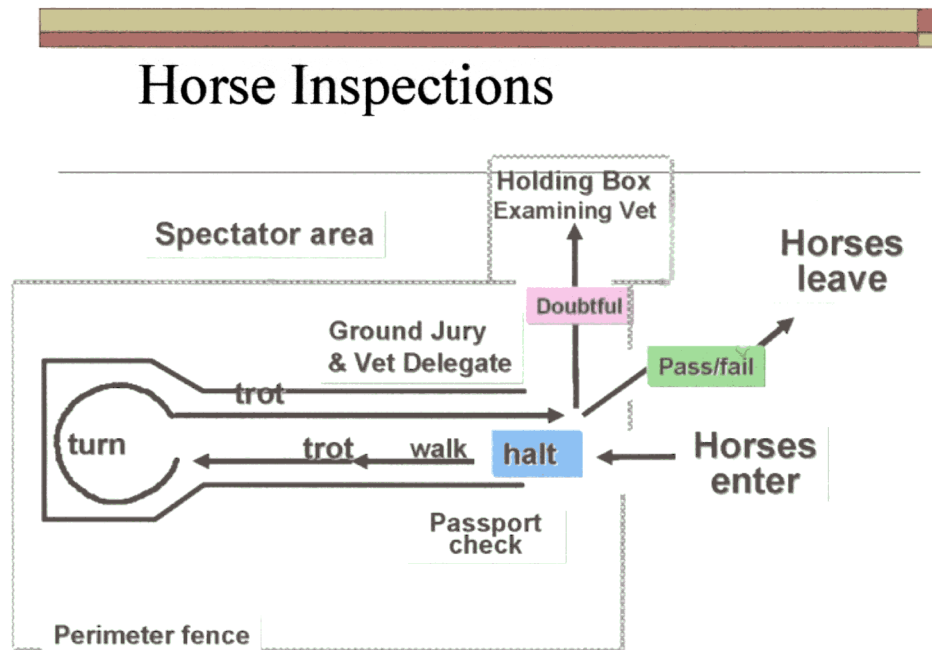 Horse Inspections
Holding Box
Examining Vet
Spectator area
Horses
leave
Doubtful
Ground Jury
& Vet Delegate
Pass/fail
trot
turn
trot
walk
halt
Horses
enter
Passport
check
Perimeter fence